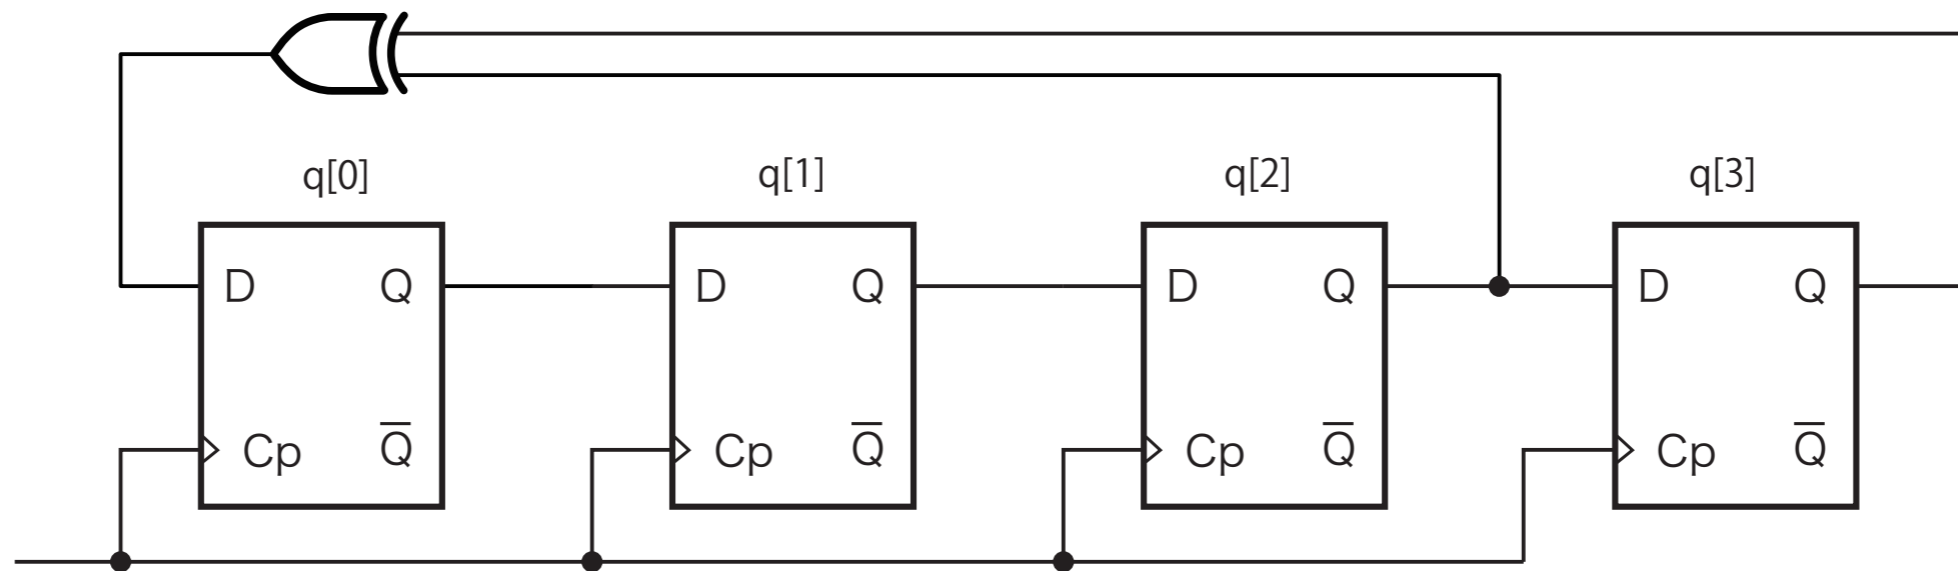 q[0] q[1] q[2] q[3]
D Q D Q D Q D Q
Cp Q̅ Cp Q̅ Cp Q̅ Cp Q̅